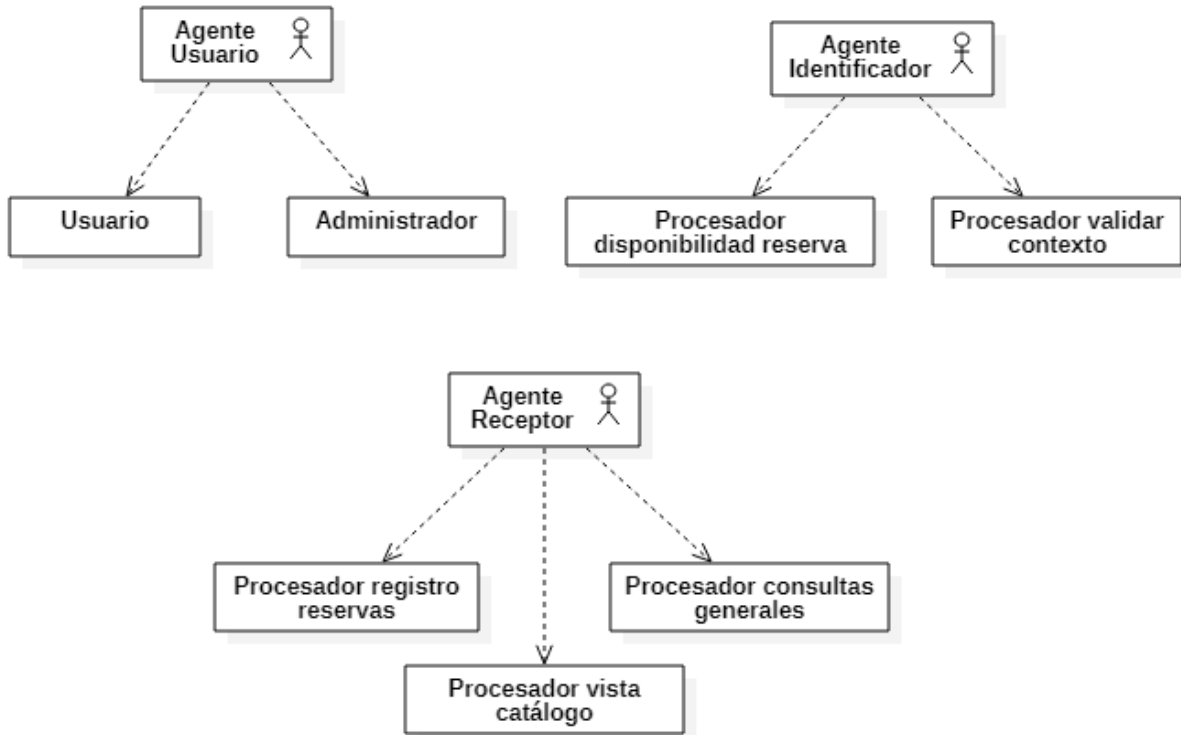 Agente
Usuario
Agente
Identificador
Usuario
Administrador
Procesador
disponibilidad reserva
Procesador validar
contexto
Agente
Receptor
Procesador registro
reservas
Procesador consultas
generales
Procesador vista
catálogo